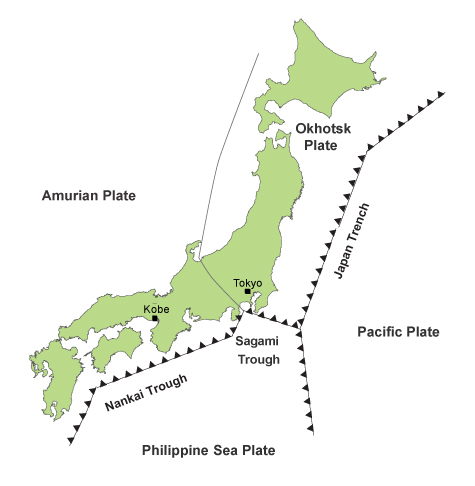 Okhotsk
Plate
Amurian Plate
Japan Trench
Tokyo
Kobe
Sagami
Trough
Pacific Plate
Nankai Trough
Philippine Sea Plate